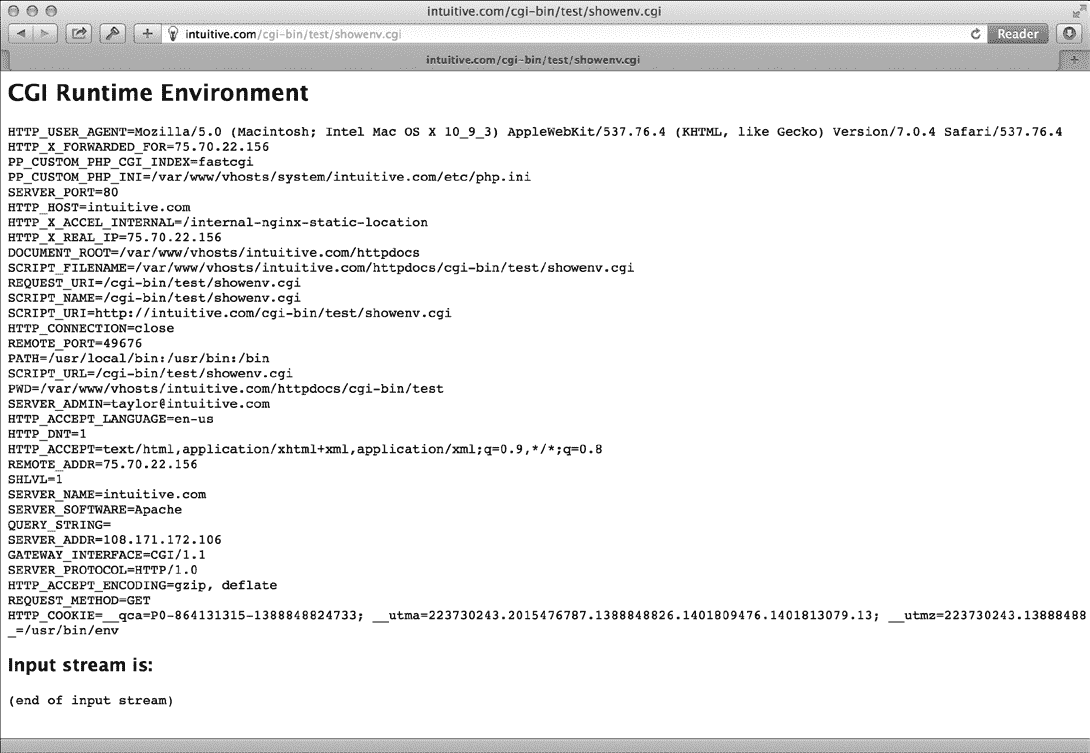 intuitive.com/cgi-bin/test/showenv.cgi
intuitive.com/cgi-bin/test/showenv.cgi
Reader
intuitive.com/cgi-bin/test/showenv.cgi
CGI Runtime Environment
HTTP_USER_AGENT=Mozilla/5.0 (Macintosh; Intel Mac OS X 10_9_3) AppleWebKit/537.76.4 (KHTML, like Gecko) Version/7.0.4 Safari/537.76.4
HTTP_X_FORWARDED_FOR=75.70.22.156
PP_CUSTOM_PHP_CGI_INDEX=fastcgi
PP_CUSTOM_PHP_INI=/var/www/vhosts/system/intuitive.com/etc/php.ini
SERVER_PORT=80
HTTP_HOST=intuitive.com
HTTP_X_ACCEL_INTERNAL=/internal-nginx-static-location
HTTP_X_REAL_IP=75.70.22.156
DOCUMENT_ROOT=/var/www/vhosts/intuitive.com/httpdocs
SCRIPT_FILENAME=/var/www/vhosts/intuitive.com/httpdocs/cgi-bin/test/showenv.cgi
REQUEST_URI=/cgi-bin/test/showenv.cgi
SCRIPT_NAME=/cgi-bin/test/showenv.cgi
SCRIPT_URI=http://intuitive.com/cgi-bin/test/showenv.cgi
HTTP_CONNECTION=close
REMOTE_PORT=49676
PATH=/usr/local/bin:/usr/bin:/bin
SCRIPT_URL=/cgi-bin/test/showenv.cgi
PWD=/var/www/vhosts/intuitive.com/httpdocs/cgi-bin/test
SERVER_ADMIN=taylor@intuitive.com
HTTP_ACCEPT_LANGUAGE=en-us
HTTP_DNT=1
HTTP_ACCEPT=text/html,application/xhtml+xml,application/xml;q=0.9,*/*;q=0.8
REMOTE_ADDR=75.70.22.156
SHLVL=1
SERVER_NAME=intuitive.com
SERVER_SOFTWARE=Apache
QUERY_STRING=
SERVER_ADDR=108.171.172.106
GATEWAY_INTERFACE=CGI/1.1
SERVER_PROTOCOL=HTTP/1.0
HTTP_ACCEPT_ENCODING=gzip, deflate
REQUEST_METHOD=GET
HTTP_COOKIE=__qca=P0-864131315-1388848824733; __utma=223730243.2015476787.1388848826.1401809476.1401813079.13; __utmz=223730243.13888488
_=/usr/bin/env
Input stream is:
(end of input stream)